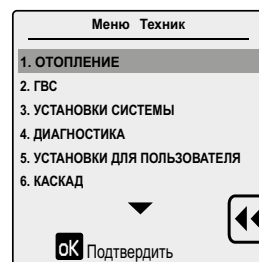 Меню Техник
1. ОТОПЛЕНИЕ
2. ГВС
3. УСТАНОВКИ СИСТЕМЫ
4. ДИАГНОСТИКА
5. УСТАНОВКИ ДЛЯ ПОЛЬЗОВАТЕЛЯ
6. КАСКАД
oK Подтвердить